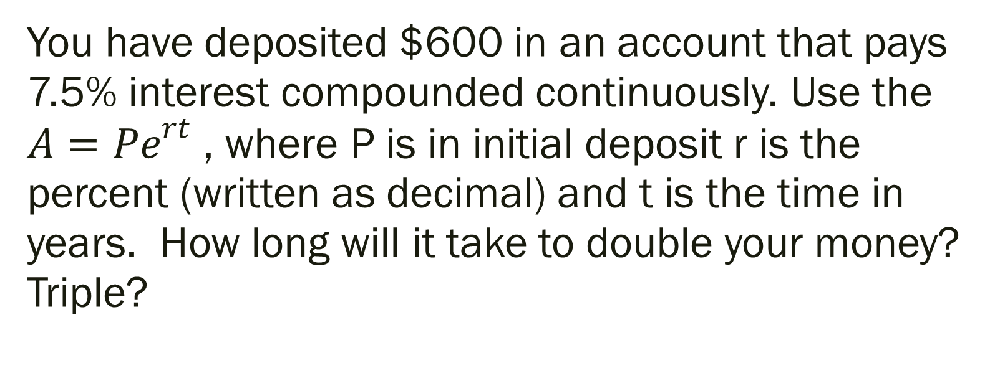 You have deposited $600 in an account that pays
7.5% interest compounded continuously. Use the
A = Pe^{rt} , where P is in initial deposit r is the
percent (written as decimal) and t is the time in
years.  How long will it take to double your money?
Triple?